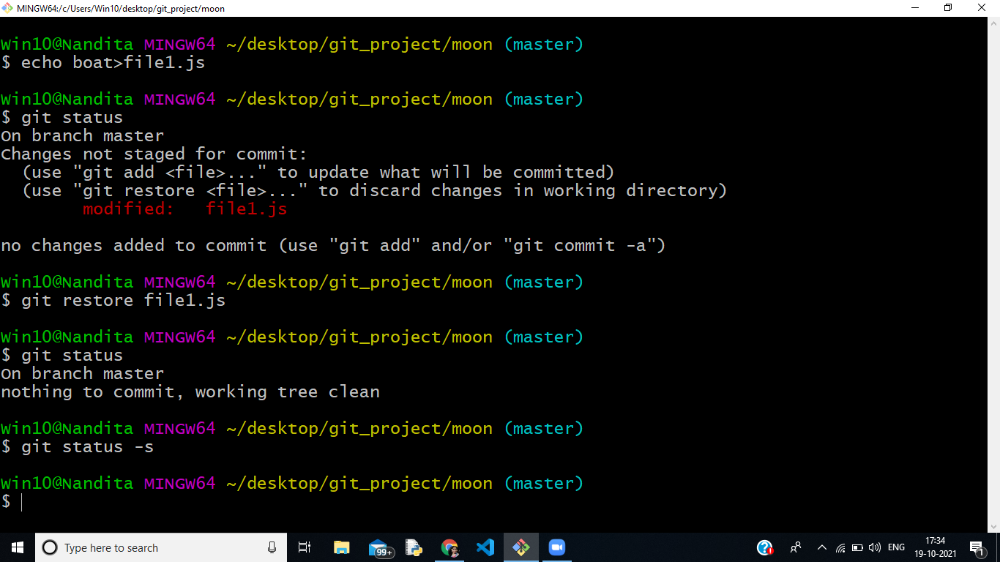 MINGW64:/c/Users/Win10/desktop/git_project/moon
Win10@Nandita MINGW64 ~/desktop/git_project/moon (master)
$ echo boat>file1.js
Win10@Nandita MINGW64 ~/desktop/git_project/moon (master)
$ git status
On branch master
Changes not staged for commit:
  (use "git add <file>..." to update what will be committed)
  (use "git restore <file>..." to discard changes in working directory)
        modified:   file1.js
no changes added to commit (use "git add" and/or "git commit -a")
Win10@Nandita MINGW64 ~/desktop/git_project/moon (master)
$ git restore file1.js
Win10@Nandita MINGW64 ~/desktop/git_project/moon (master)
$ git status
On branch master
nothing to commit, working tree clean
Win10@Nandita MINGW64 ~/desktop/git_project/moon (master)
$ git status -s
Win10@Nandita MINGW64 ~/desktop/git_project/moon (master)
$
Type here to search
99+
ENG
17:34
19-10-2021
1